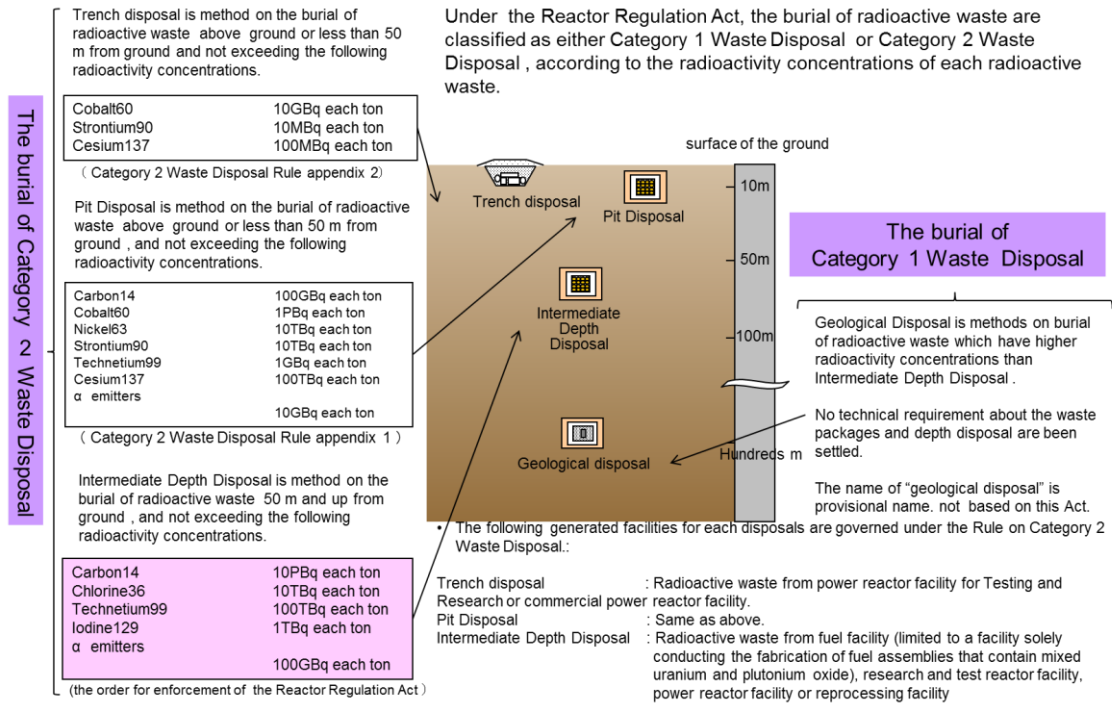 The burial of Category 2 Waste Disposal
Trench disposal is method on the burial of
radioactive waste above ground or less than 50
m from ground and not exceeding the following
radioactivity concentrations.
Cobalt60 10GBq each ton
Strontium90 10MBq each ton
Cesium137 100MBq each ton
( Category 2 Waste Disposal Rule appendix 2)
Pit Disposal is method on the burial of radioactive
waste above ground or less than 50 m from
ground , and not exceeding the following
radioactivity concentrations.
Carbon14 100GBq each ton
Cobalt60 1PBq each ton
Nickel63 10TBq each ton
Strontium90 10TBq each ton
Technetium99 1GBq each ton
Cesium137 100TBq each ton
α emitters
10GBq each ton
( Category 2 Waste Disposal Rule appendix 1 )
Intermediate Depth Disposal is method on the
burial of radioactive waste 50 m and up from
ground , and not exceeding the following
radioactivity concentrations.
Carbon14 10PBq each ton
Chlorine36 10TBq each ton
Technetium99 100TBq each ton
Iodine129 1TBq each ton
α emitters
100GBq each ton
(the order for enforcement of the Reactor Regulation Act )
Under the Reactor Regulation Act, the burial of radioactive waste are
classified as either Category 1 Waste Disposal or Category 2 Waste
Disposal , according to the radioactivity concentrations of each radioactive
waste.
surface of the ground
10m
50m
100m
Hundreds m
Trench disposal
Pit Disposal
Intermediate
Depth
Disposal
Geological disposal
The burial of
Category 1 Waste Disposal
Geological Disposal is methods on burial
of radioactive waste which have higher
radioactivity concentrations than
Intermediate Depth Disposal .
No technical requirement about the waste
packages and depth disposal are been
settled.
The name of “geological disposal” is
provisional name. not based on this Act.
• The following generated facilities for each disposals are governed under the Rule on Category 2
Waste Disposal.:
Trench disposal : Radioactive waste from power reactor facility for Testing and
Research or commercial power reactor facility.
Pit Disposal : Same as above.
Intermediate Depth Disposal : Radioactive waste from fuel facility (limited to a facility solely
conducting the fabrication of fuel assemblies that contain mixed
uranium and plutonium oxide), research and test reactor facility,
power reactor facility or reprocessing facility